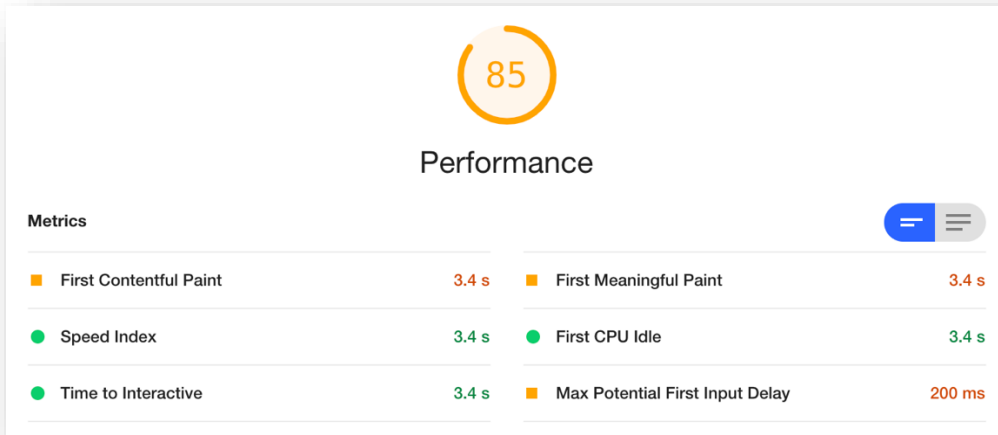 85
Performance
Metrics
First Contentful Paint 3.4 s
First Meaningful Paint 3.4 s
Speed Index 3.4 s
First CPU Idle 3.4 s
Time to Interactive 3.4 s
Max Potential First Input Delay 200 ms